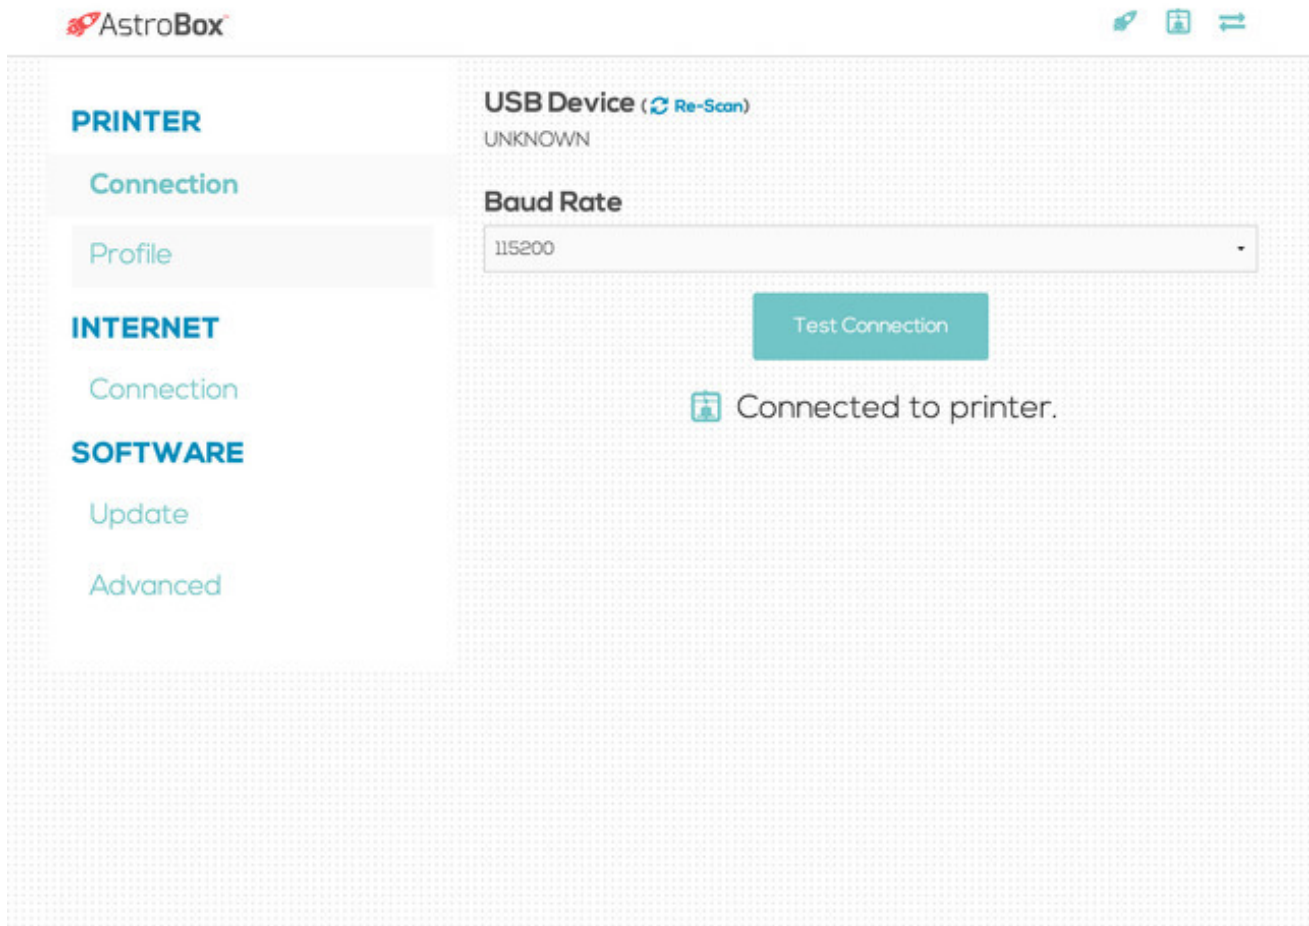 AstroBox™
PRINTER
Connection
Profile
INTERNET
Connection
SOFTWARE
Update
Advanced
USB Device (Re-Scan)
UNKNOWN
Baud Rate
115200
Test Connection
Connected to printer.